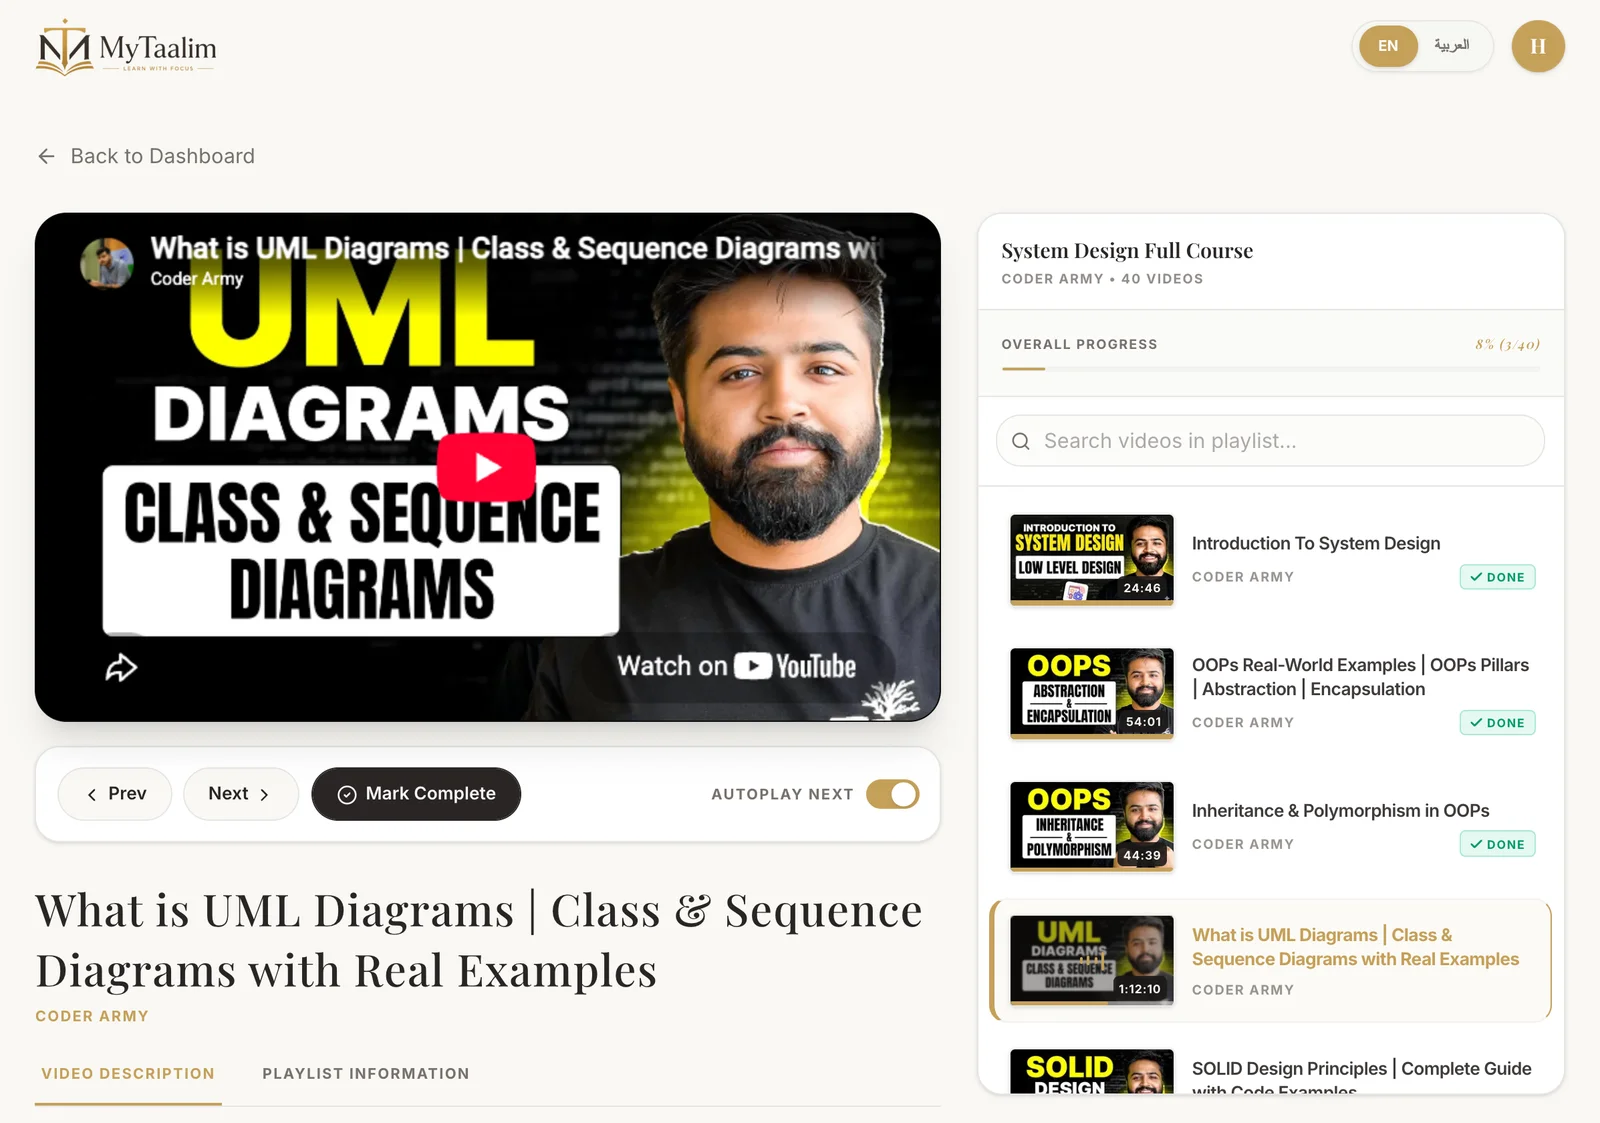 MyTaalim
LEARN WITH FOCUS
EN
العربية
H
Back to Dashboard
What is UML Diagrams | Class & Sequence Diagrams wi
Coder Army
UML
DIAGRAMS
CLASS & SEQUENCE
DIAGRAMS
Watch on YouTube
Prev
Next
Mark Complete
AUTOPLAY NEXT
What is UML Diagrams | Class & Sequence
Diagrams with Real Examples
CODER ARMY
VIDEO DESCRIPTION
PLAYLIST INFORMATION
System Design Full Course
CODER ARMY • 40 VIDEOS
OVERALL PROGRESS
8% (3/40)
Search videos in playlist...
INTRODUCTION TO
SYSTEM DESIGN
LOW LEVEL DESIGN
24:46
Introduction To System Design
CODER ARMY
DONE
OOPS
ABSTRACTION
&
ENCAPSULATION
54:01
OOPs Real-World Examples | OOPs Pillars
| Abstraction | Encapsulation
CODER ARMY
DONE
OOPS
INHERITANCE
&
POLYMORPHISM
44:39
Inheritance & Polymorphism in OOPs
CODER ARMY
DONE
UML
DIAGRAMS
CLASS & SEQUENCE
DIAGRAMS
1:12:10
What is UML Diagrams | Class &
Sequence Diagrams with Real Examples
CODER ARMY
SOLID
DESIGN
SOLID Design Principles | Complete Guide
with Code Examples